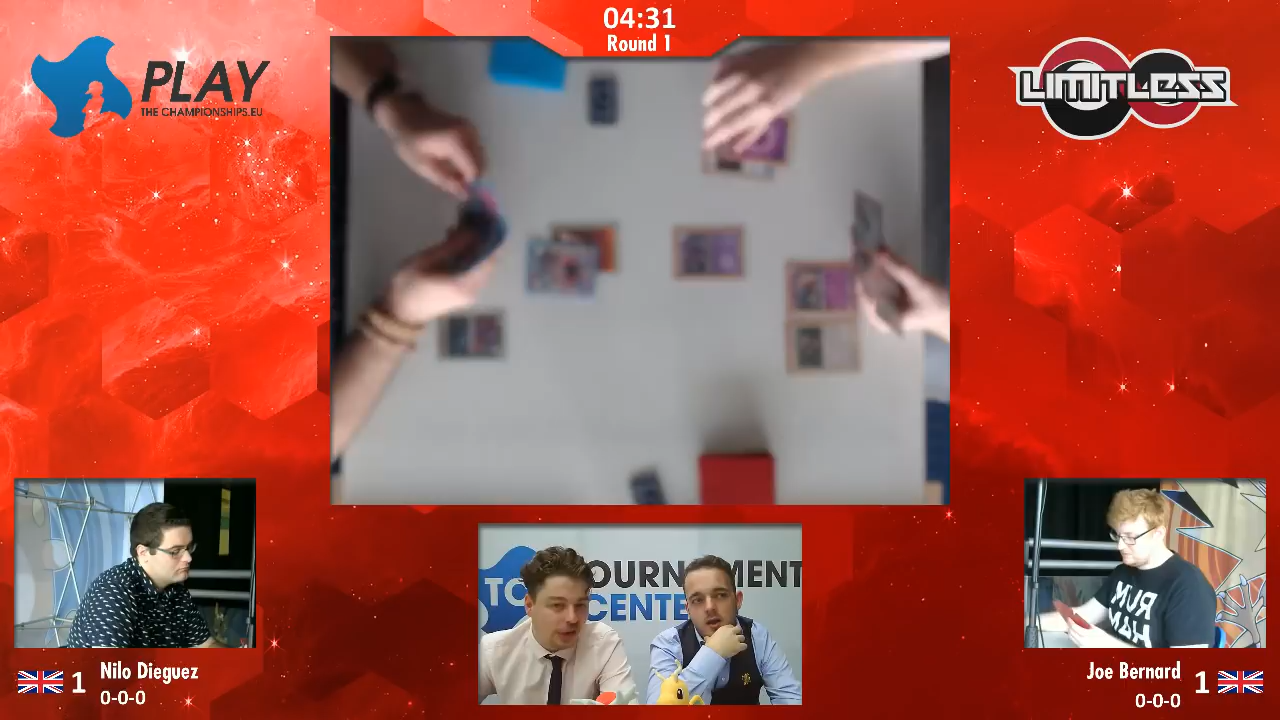 04:31
Round 1
PLAY
THE CHAMPIONSHIPS.EU
LIMITLESS
TOURNAMENT
CENTE
RUM
HAM
1
Nilo Dieguez
0-0-0
Joe Bernard
1
0-0-0